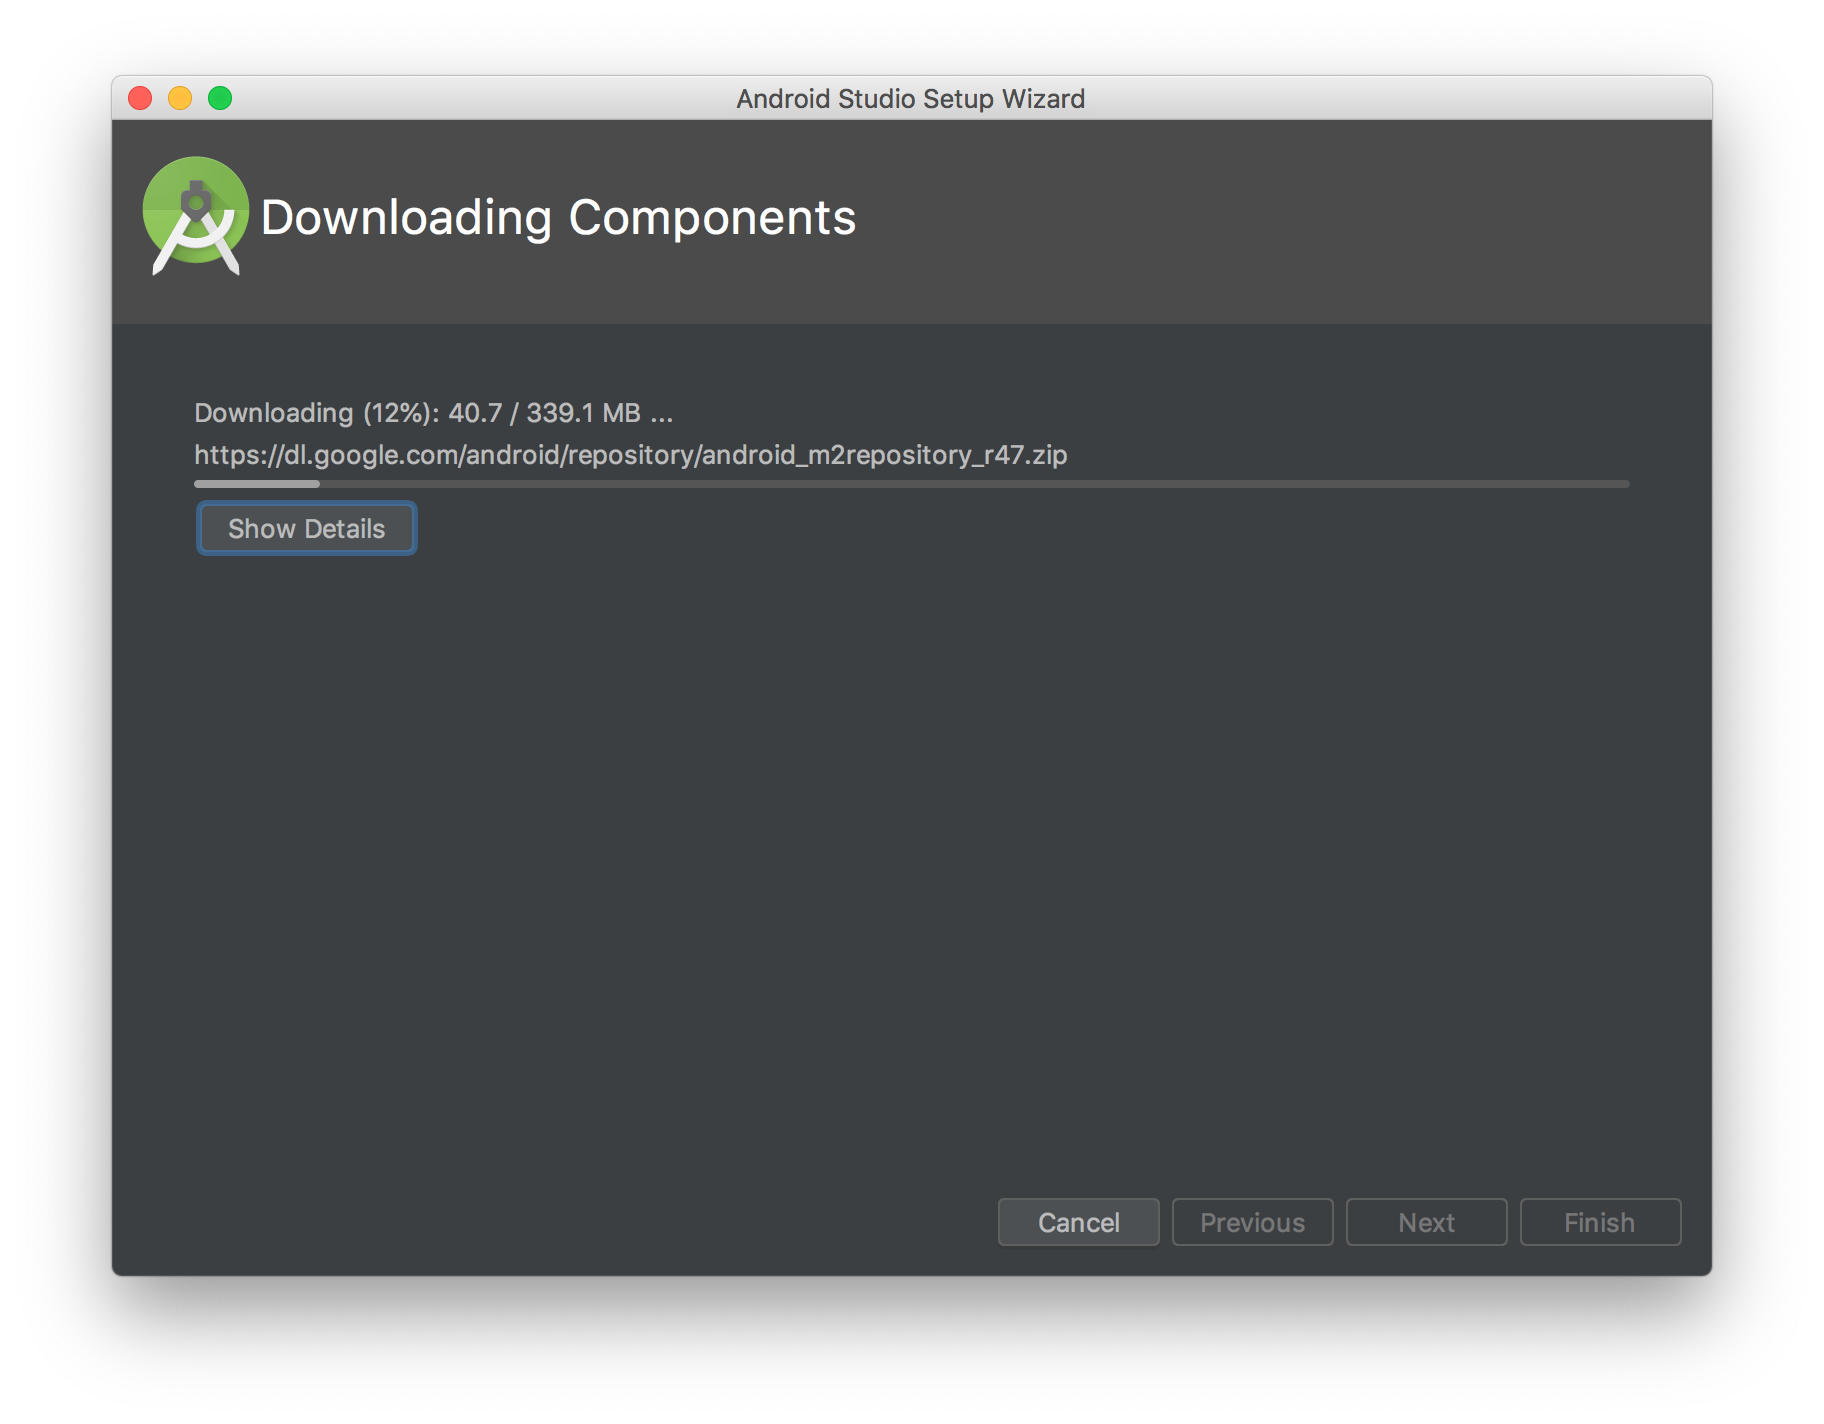 Android Studio Setup Wizard
Downloading Components
Downloading (12%): 40.7 / 339.1 MB ...
https://dl.google.com/android/repository/android_m2repository_r47.zip
Show Details
Cancel Previous Next Finish